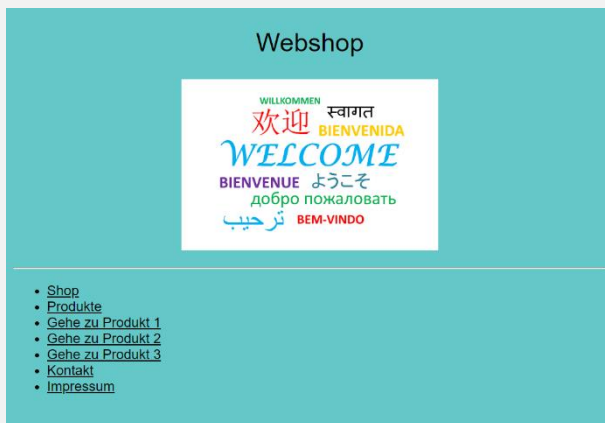 Webshop
WILLKOMMEN
欢迎 स्वागत
BIENVENIDA
WELCOME
BIENVENUE ようこそ
добро пожаловать
ترحيب BEM-VINDO
Shop
Produkte
Gehe zu Produkt 1
Gehe zu Produkt 2
Gehe zu Produkt 3
Kontakt
Impressum